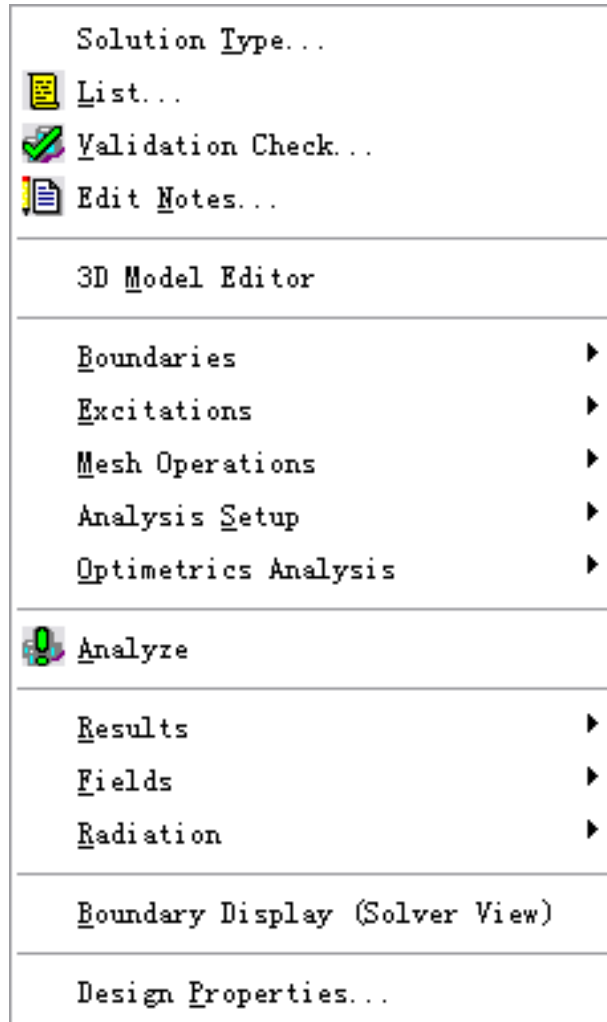 Solution Type...
List...
Validation Check...
Edit Notes...
3D Model Editor
Boundaries
Excitations
Mesh Operations
Analysis Setup
Optimetrics Analysis
Analyze
Results
Fields
Radiation
Boundary Display (Solver View)
Design Properties...